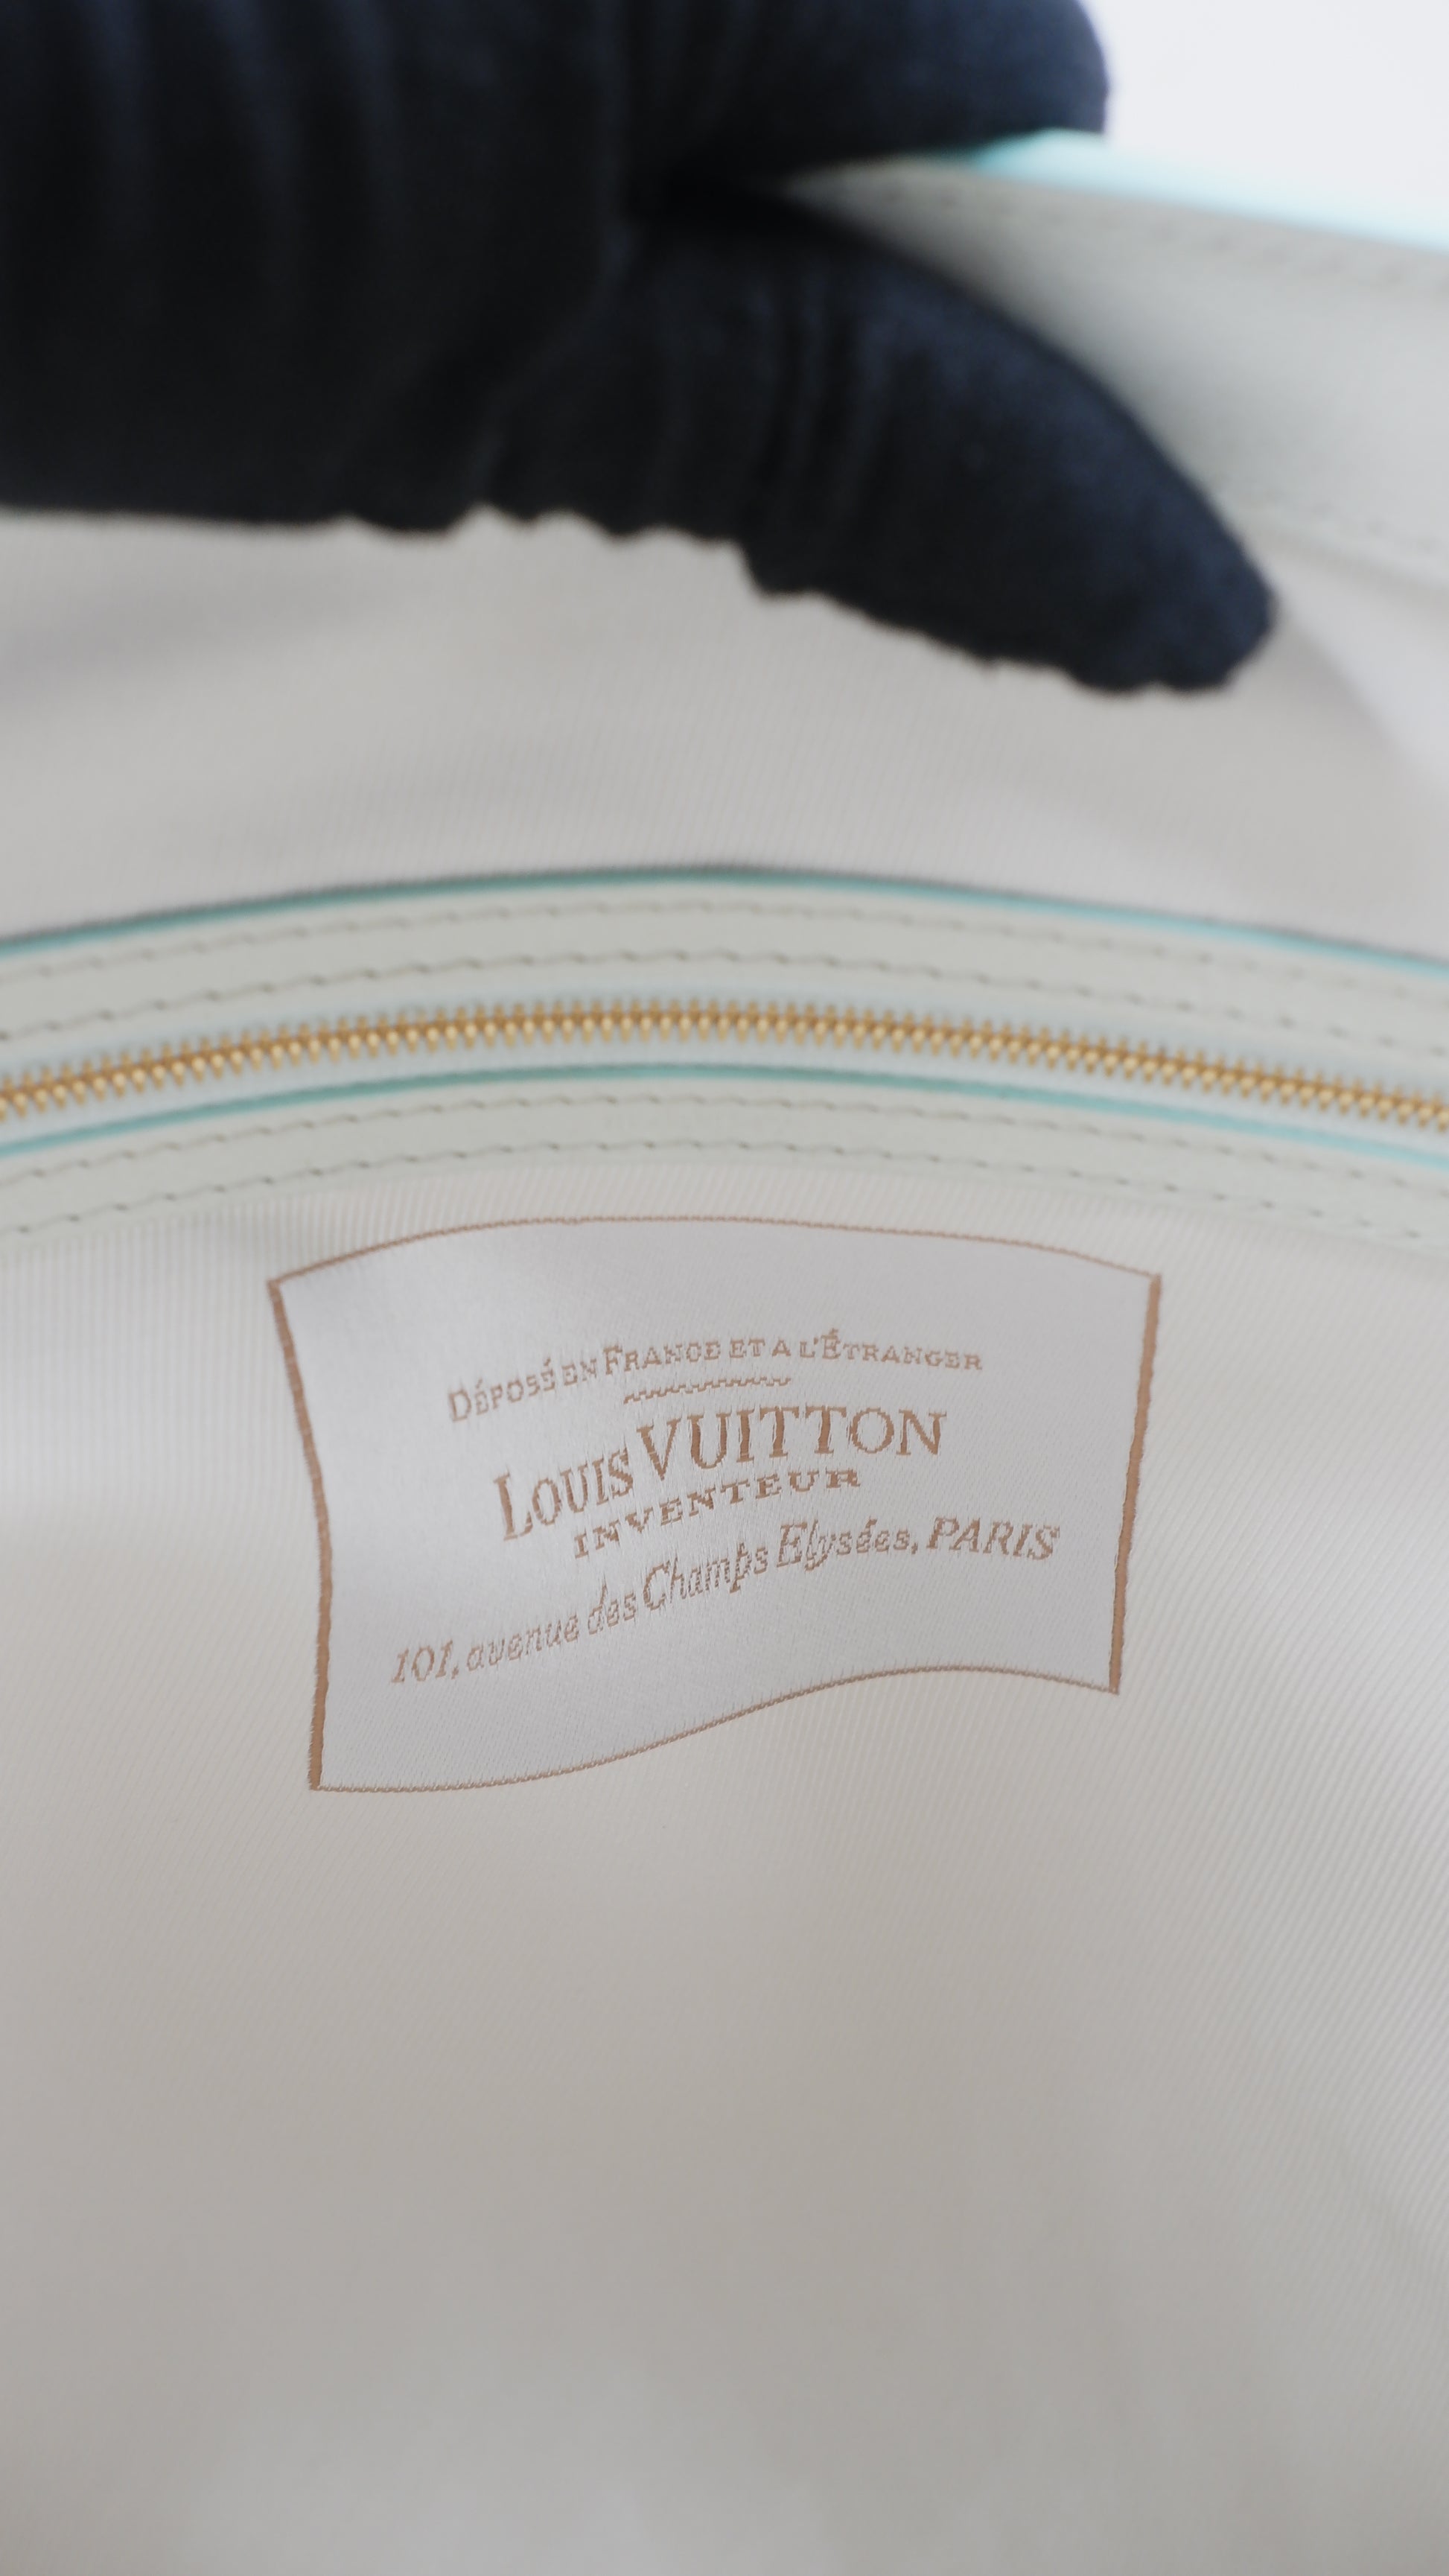 DÉPOSÉ EN FRANCE ET A L'ÉTRANGER
LOUIS VUITTON
INVENTEUR
101, avenue des Champs Elysées, PARIS